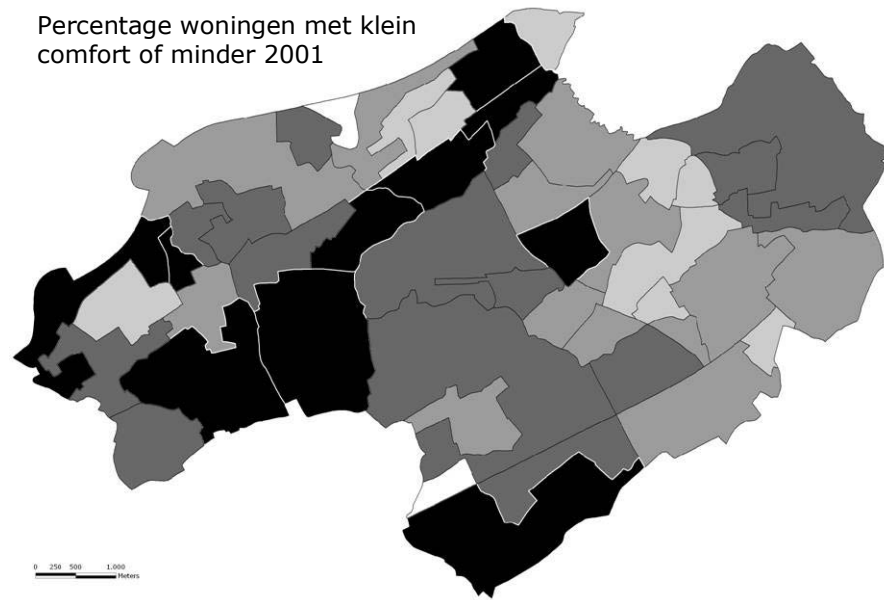 Percentage woningen met klein
comfort of minder 2001
0 250 500 1.000
Meters